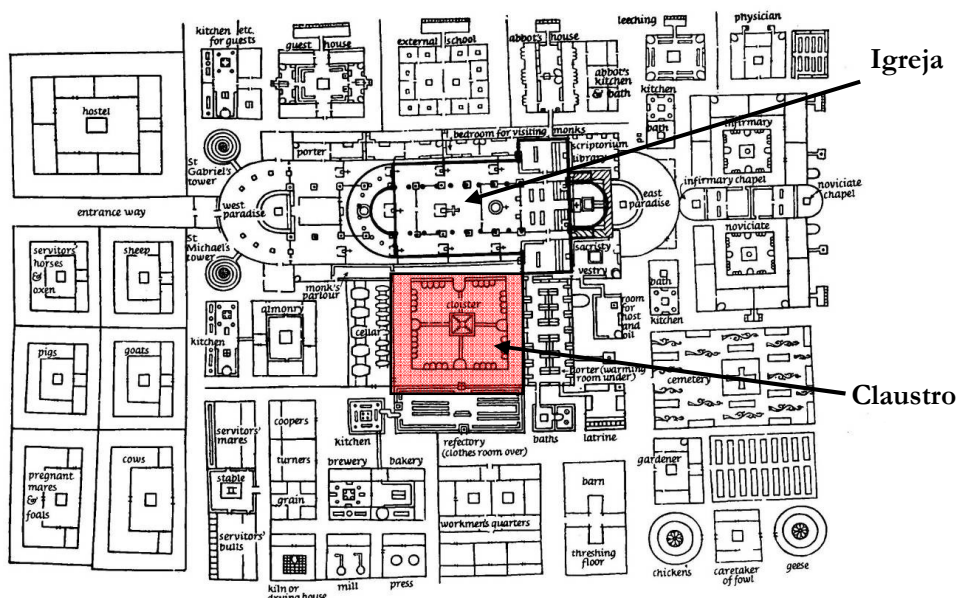 kitchen etc.
for guests
guest house
external school
abbot's
house
abbot's
kitchen
& bath
leeching
physician
Igreja
hostel
kitchen
bath
infirmary
bedroom for visiting monks
scriptorium
library
porter
St
Gabriel's
tower
west
paradise
east
paradise
infirmary chapel
noviciate
chapel
entrance way
St
Michael's
tower
sacristy
vestry
noviciate
servitors'
horses
&
oxen
sheep
monk's
parlour
cloister
room
for
host
and
oil
bath
kitchen
kitchen
almonry
cellar
pigs
goats
porter (warming
room under)
cemetery
Claustro
servitors'
mares
coopers
kitchen
refectory
(clothes room over)
baths
latrine
turners
brewery
bakery
gardener
pregnant
mares
&
foals
cows
stable
grain
barn
workmen's quarters
servitors'
bulls
threshing
floor
kiln or
drying house
mill
press
chickens
caretaker
of fowl
geese